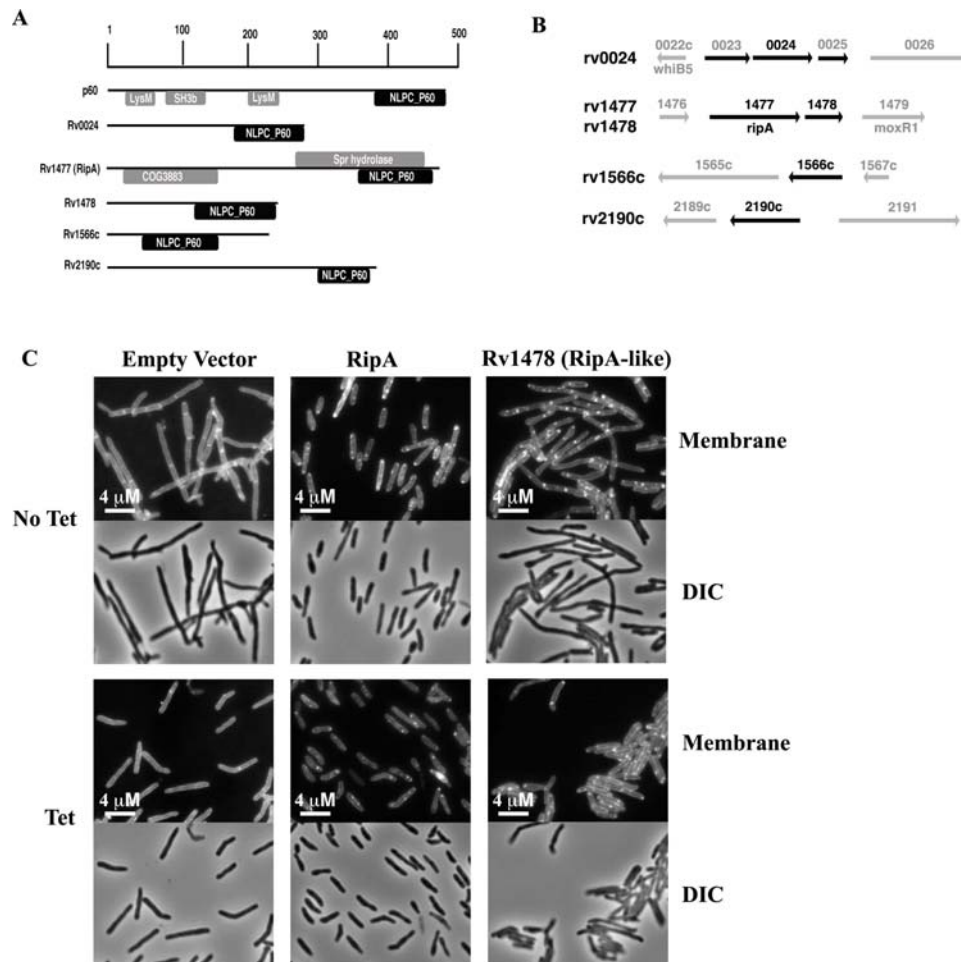 A
1 100 200 300 400 500
p60
LysM SH3b LysM NLPC_P60
Rv0024
NLPC_P60
Spr hydrolase
Rv1477 (RipA)
COG3883 NLPC_P60
Rv1478
NLPC_P60
Rv1566c
NLPC_P60
Rv2190c
NLPC_P60
B
0022c 0023 0024 0025 0026
rv0024
whiB5
rv1477
1476 1477 1478 1479
rv1478
ripA moxR1
1565c 1566c 1567c
rv1566c
2189c 2190c 2191
rv2190c
C
Empty Vector RipA Rv1478 (RipA-like)
Membrane
4 μM 4 μM 4 μM
No Tet
DIC
Membrane
4 μM 4 μM 4 μM
Tet
DIC